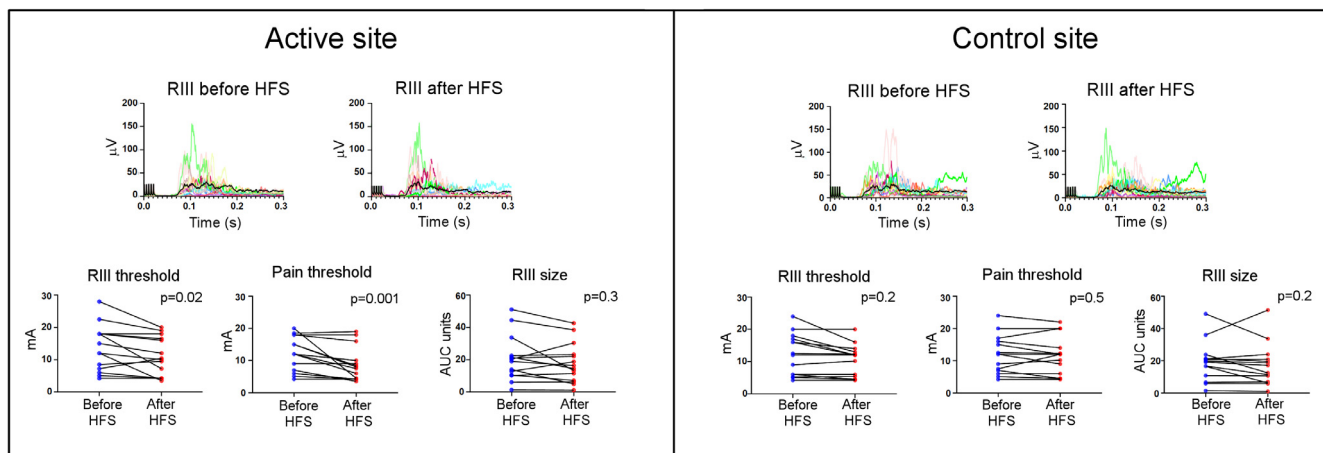 Active site
RIII before HFS
RIII after HFS
200
150
100
50
0
µV
0.0 0.1 0.2 0.3
Time (s)
200
150
100
50
0
µV
0.0 0.1 0.2 0.3
Time (s)
RIII threshold
p=0.02
30
20
10
0
mA
Before HFS
After HFS
Pain threshold
p=0.001
30
20
10
0
mA
Before HFS
After HFS
RIII size
p=0.3
60
40
20
0
AUC units
Before HFS
After HFS
Control site
RIII before HFS
RIII after HFS
200
150
100
50
0
µV
0.0 0.1 0.2 0.3
Time (s)
200
150
100
50
0
µV
0.0 0.1 0.2 0.3
Time (s)
RIII threshold
p=0.2
30
20
10
0
mA
Before HFS
After HFS
Pain threshold
p=0.5
30
20
10
0
mA
Before HFS
After HFS
RIII size
p=0.2
60
40
20
0
AUC units
Before HFS
After HFS